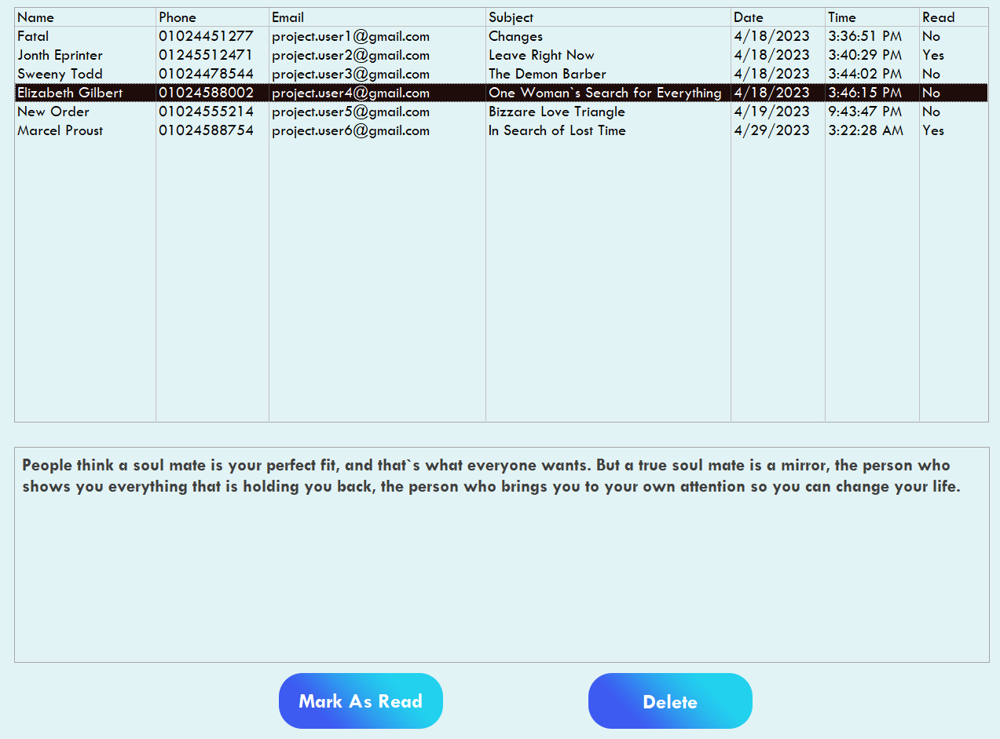 Name Phone Email Subject Date Time Read
Fatal 01024451277 project.user1@gmail.com Changes 4/18/2023 3:36:51 PM No
Jonth Eprinter 01245512471 project.user2@gmail.com Leave Right Now 4/18/2023 3:40:29 PM Yes
Sweeny Todd 01024478544 project.user3@gmail.com The Demon Barber 4/18/2023 3:44:02 PM No
Elizabeth Gilbert 01024588002 project.user4@gmail.com One Woman`s Search for Everything 4/18/2023 3:46:15 PM No
New Order 01024555214 project.user5@gmail.com Bizzare Love Triangle 4/19/2023 9:43:47 PM No
Marcel Proust 01024588754 project.user6@gmail.com In Search of Lost Time 4/29/2023 3:22:28 AM Yes
People think a soul mate is your perfect fit, and that`s what everyone wants. But a true soul mate is a mirror, the person who
shows you everything that is holding you back, the person who brings you to your own attention so you can change your life.
Mark As Read Delete